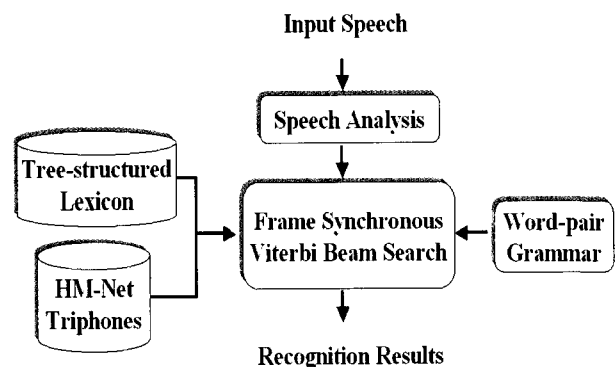 Input Speech
Speech Analysis
Tree-structured
Lexicon
Frame Synchronous
Viterbi Beam Search
Word-pair
Grammar
HM-Net
Triphones
Recognition Results